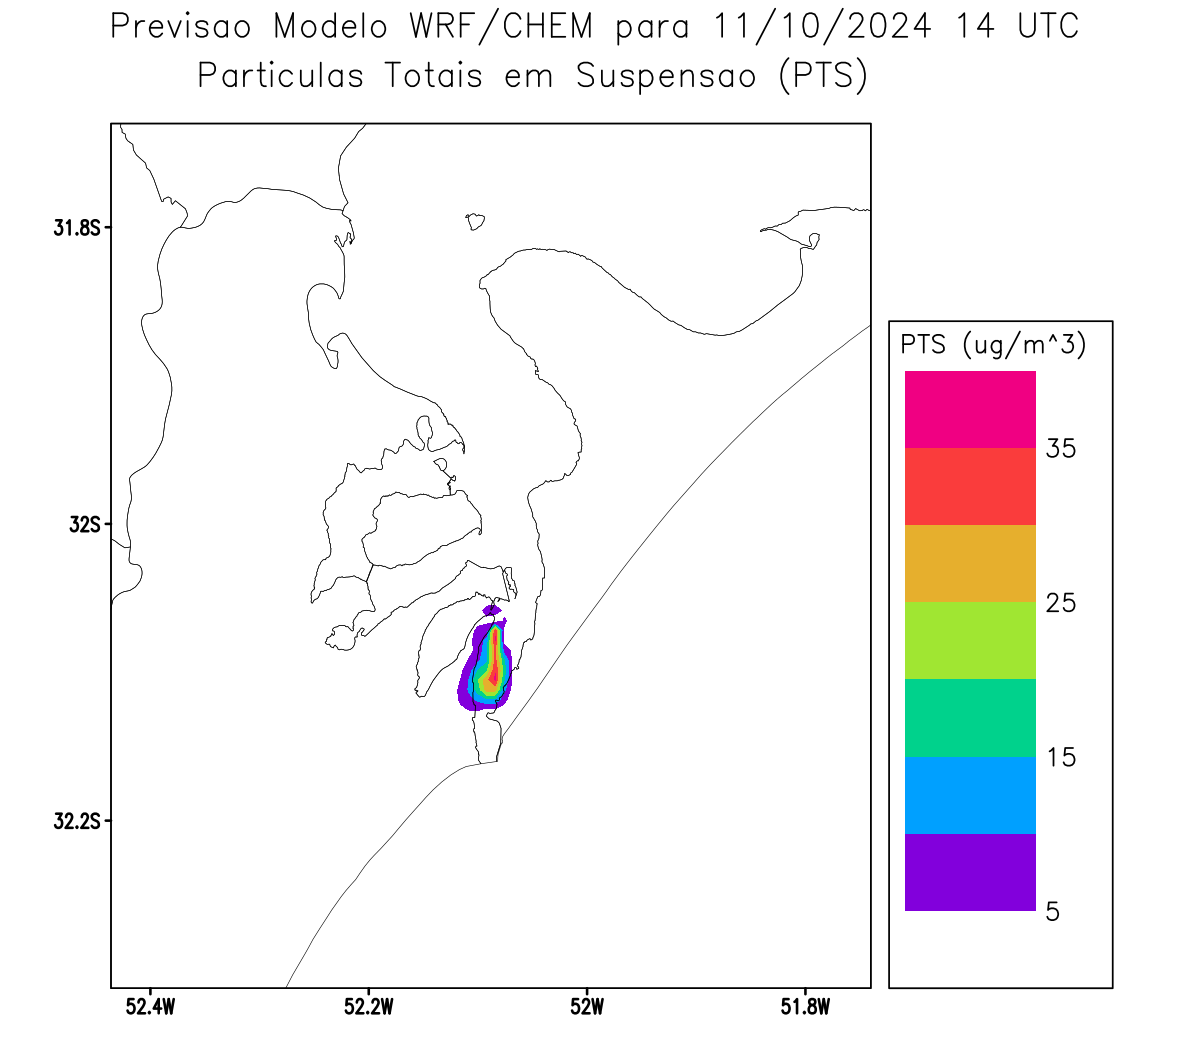 Previsao Modelo WRF/CHEM para 11/10/2024 14 UTC
Particulas Totais em Suspensao (PTS)
31.8S
32S
32.2S
52.4W
52.2W
52W
51.8W
PTS (ug/m^3)
35
25
15
5